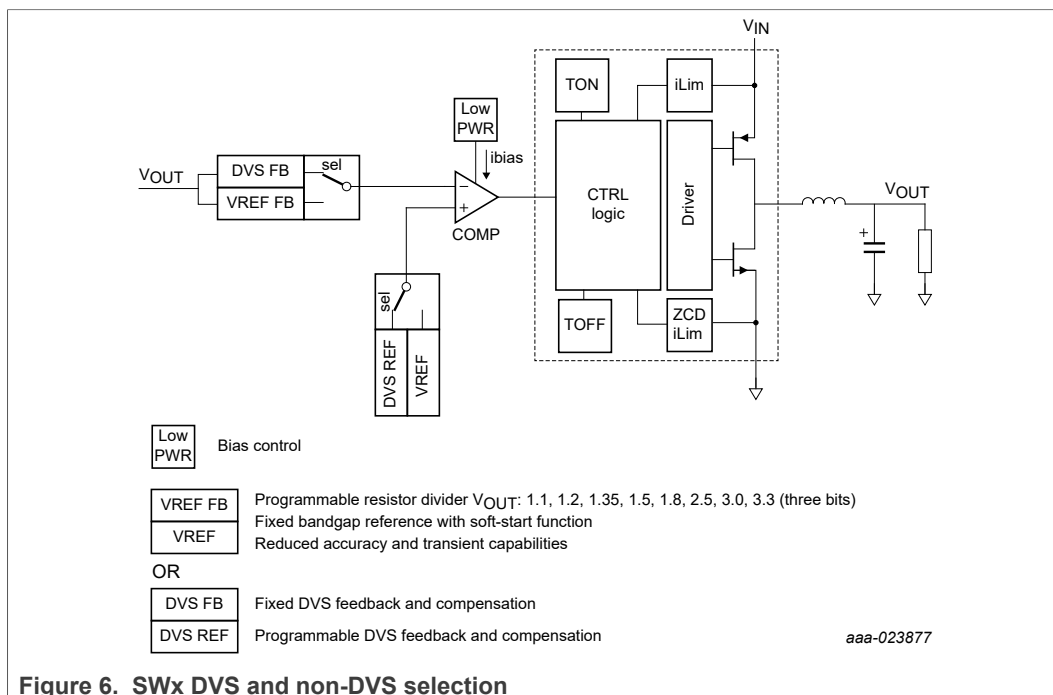 VIN
TON
iLim
Low
PWR
ibias
VOUT
DVS FB
VREF FB
sel
−
+
COMP
CTRL
logic
Driver
VOUT
+
sel
DVS REF
VREF
TOFF
ZCD
iLim
Low
PWR
Bias control
VREF FB
Programmable resistor divider VOUT: 1.1, 1.2, 1.35, 1.5, 1.8, 2.5, 3.0, 3.3 (three bits)
Fixed bandgap reference with soft-start function
VREF
Reduced accuracy and transient capabilities
OR
DVS FB
Fixed DVS feedback and compensation
DVS REF
Programmable DVS feedback and compensation
aaa-023877
Figure 6. SWx DVS and non-DVS selection